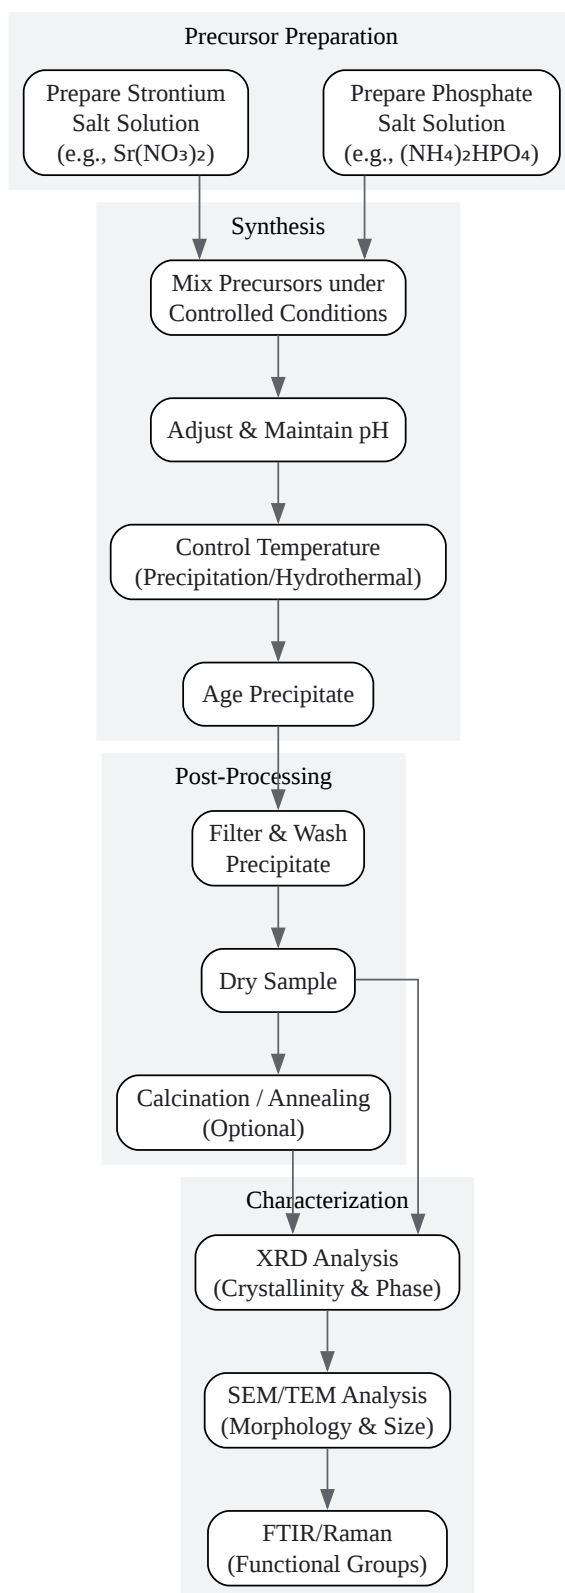 Precursor Preparation
Prepare Strontium
Salt Solution
(e.g., Sr(NO₃)₂)
Prepare Phosphate
Salt Solution
(e.g., (NH₄)₂HPO₄)
Synthesis
Mix Precursors under
Controlled Conditions
Adjust & Maintain pH
Control Temperature
(Precipitation/Hydrothermal)
Age Precipitate
Post-Processing
Filter & Wash
Precipitate
Dry Sample
Calcination / Annealing
(Optional)
Characterization
XRD Analysis
(Crystallinity & Phase)
SEM/TEM Analysis
(Morphology & Size)
FTIR/Raman
(Functional Groups)